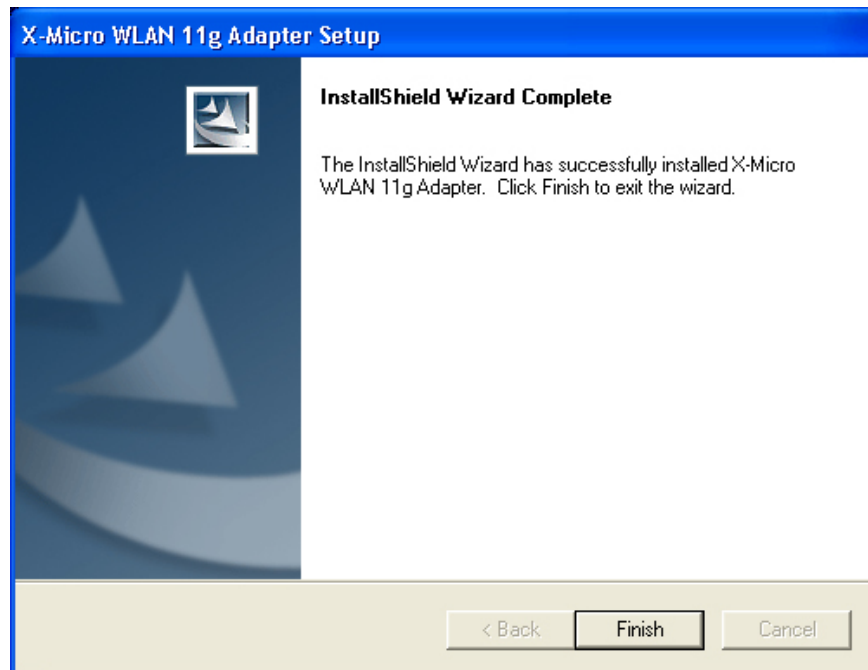 X-Micro WLAN 11g Adapter Setup
InstallShield Wizard Complete
The InstallShield Wizard has successfully installed X-Micro
WLAN 11g Adapter.  Click Finish to exit the wizard.
< Back Finish Cancel